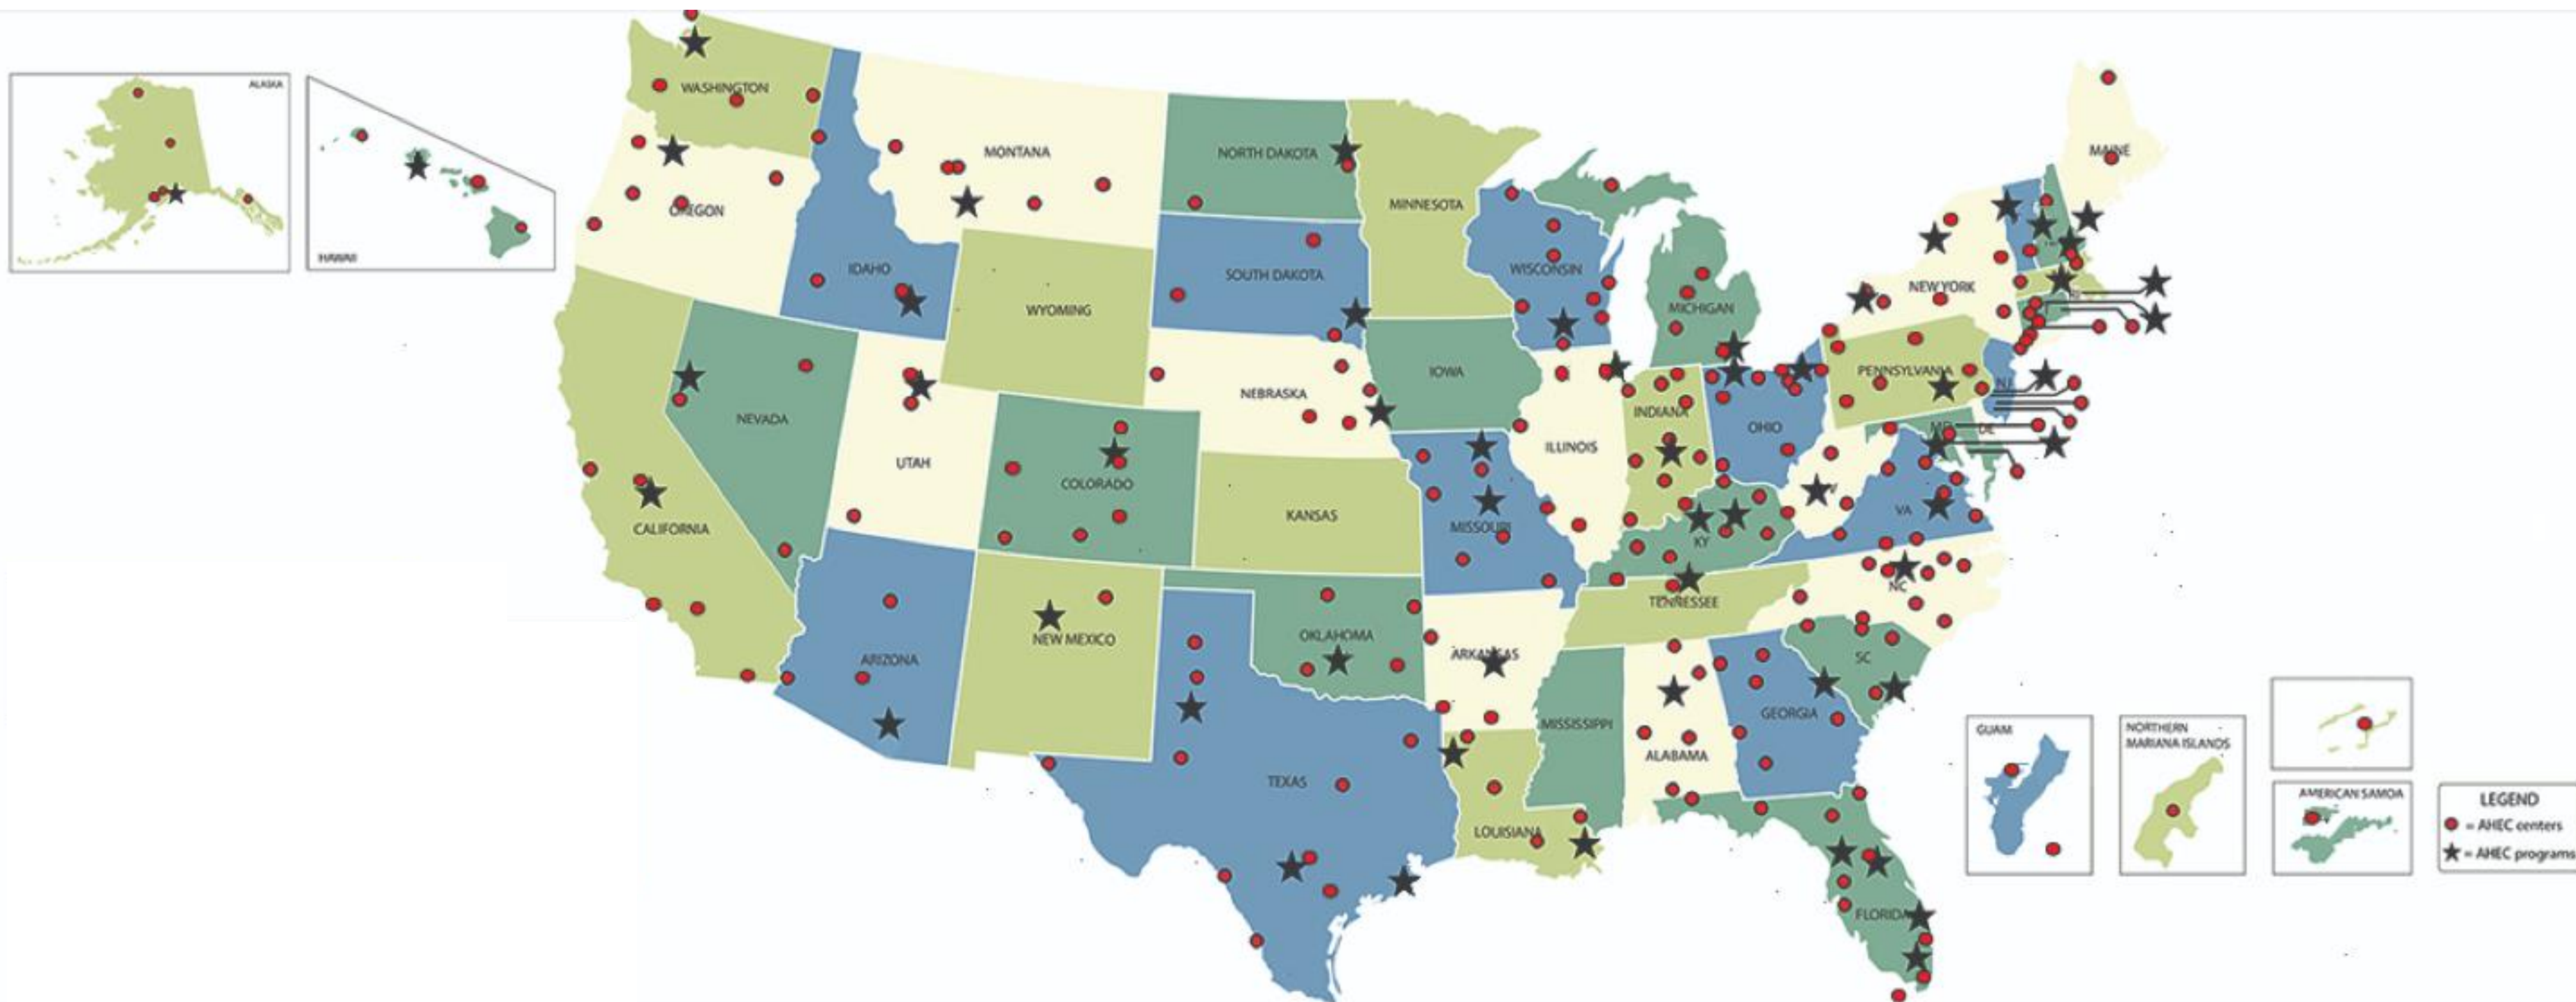 ALASKA
HAWAII
WASHINGTON
OREGON
MONTANA
IDAHO
WYOMING
NEVADA
UTAH
CALIFORNIA
ARIZONA
COLORADO
NEW MEXICO
NORTH DAKOTA
SOUTH DAKOTA
NEBRASKA
KANSAS
OKLAHOMA
TEXAS
MINNESOTA
IOWA
MISSOURI
ARKANSAS
LOUISIANA
WISCONSIN
ILLINOIS
MICHIGAN
INDIANA
OHIO
KY
TENNESSEE
MISSISSIPPI
ALABAMA
GEORGIA
FLORIDA
SC
NC
VA
PENNSYLVANIA
NEW YORK
MAINE
NJ
MD
DE
RI
GUAM
NORTHERN
MARIANA ISLANDS
AMERICAN SAMOA
LEGEND
= AHEC centers
= AHEC programs